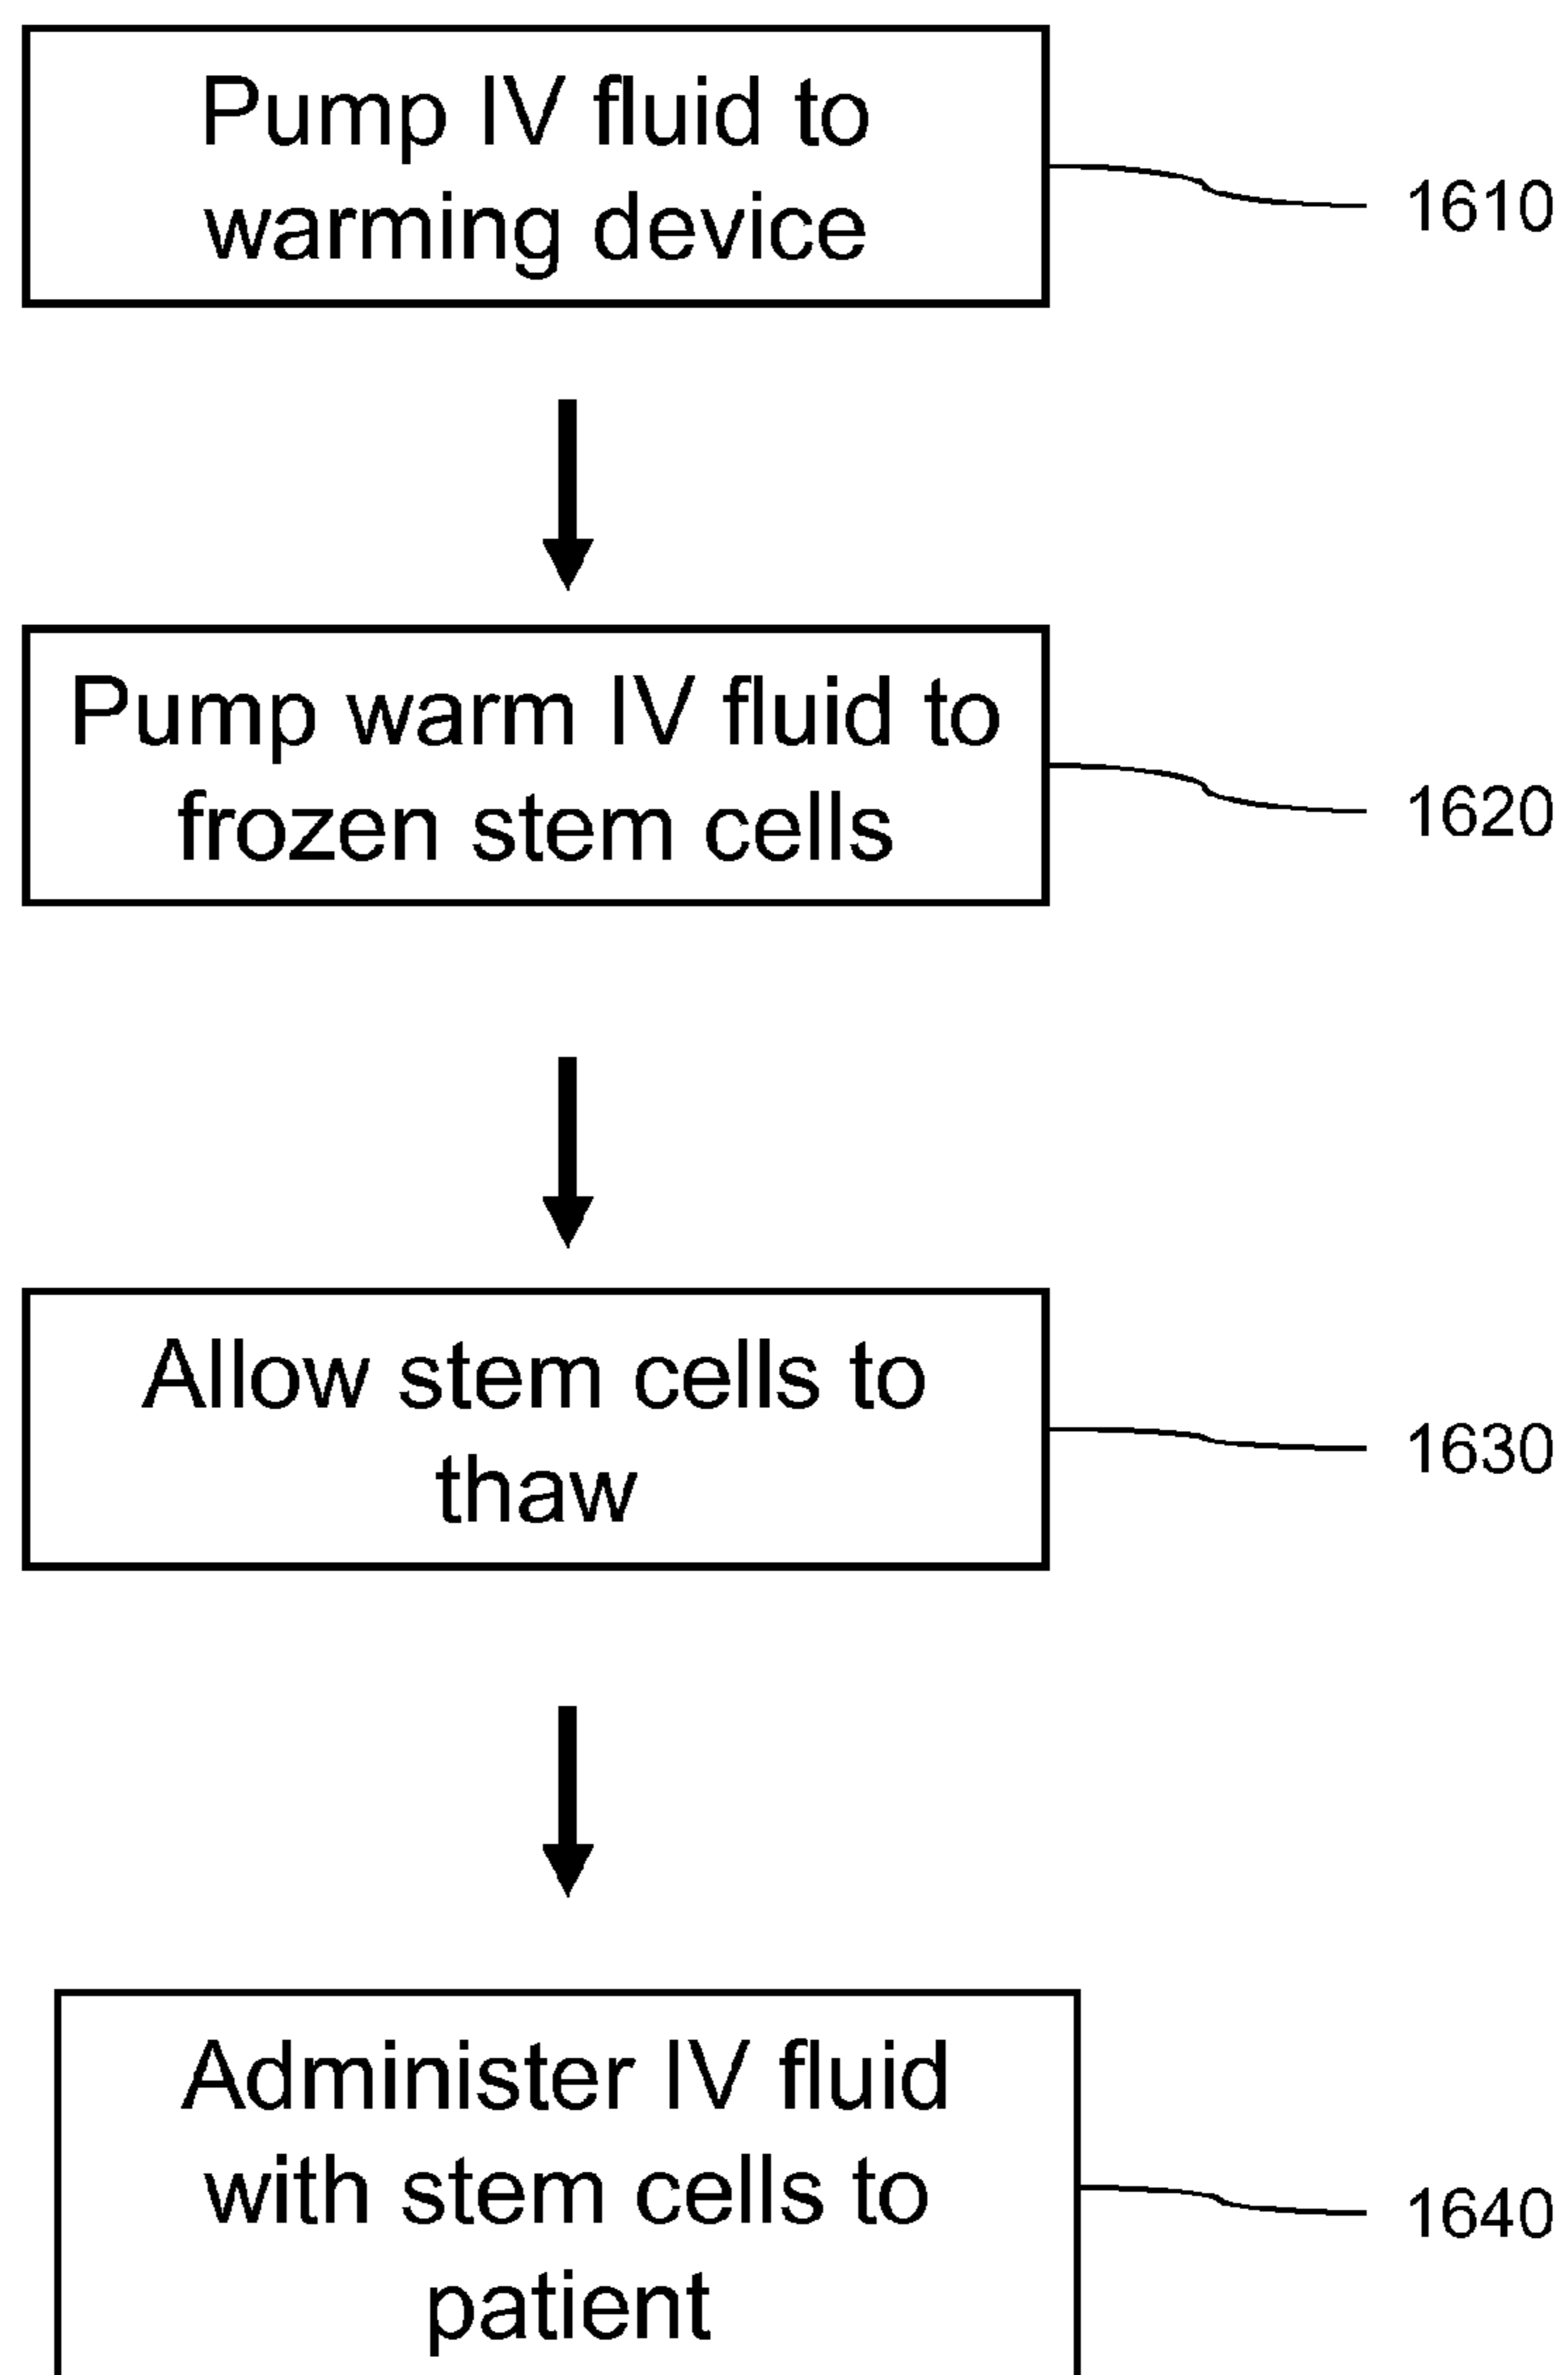 Pump IV fluid to
warming device
1610
Pump warm IV fluid to
frozen stem cells
1620
Allow stem cells to
thaw
1630
Administer IV fluid
with stem cells to
patient
1640